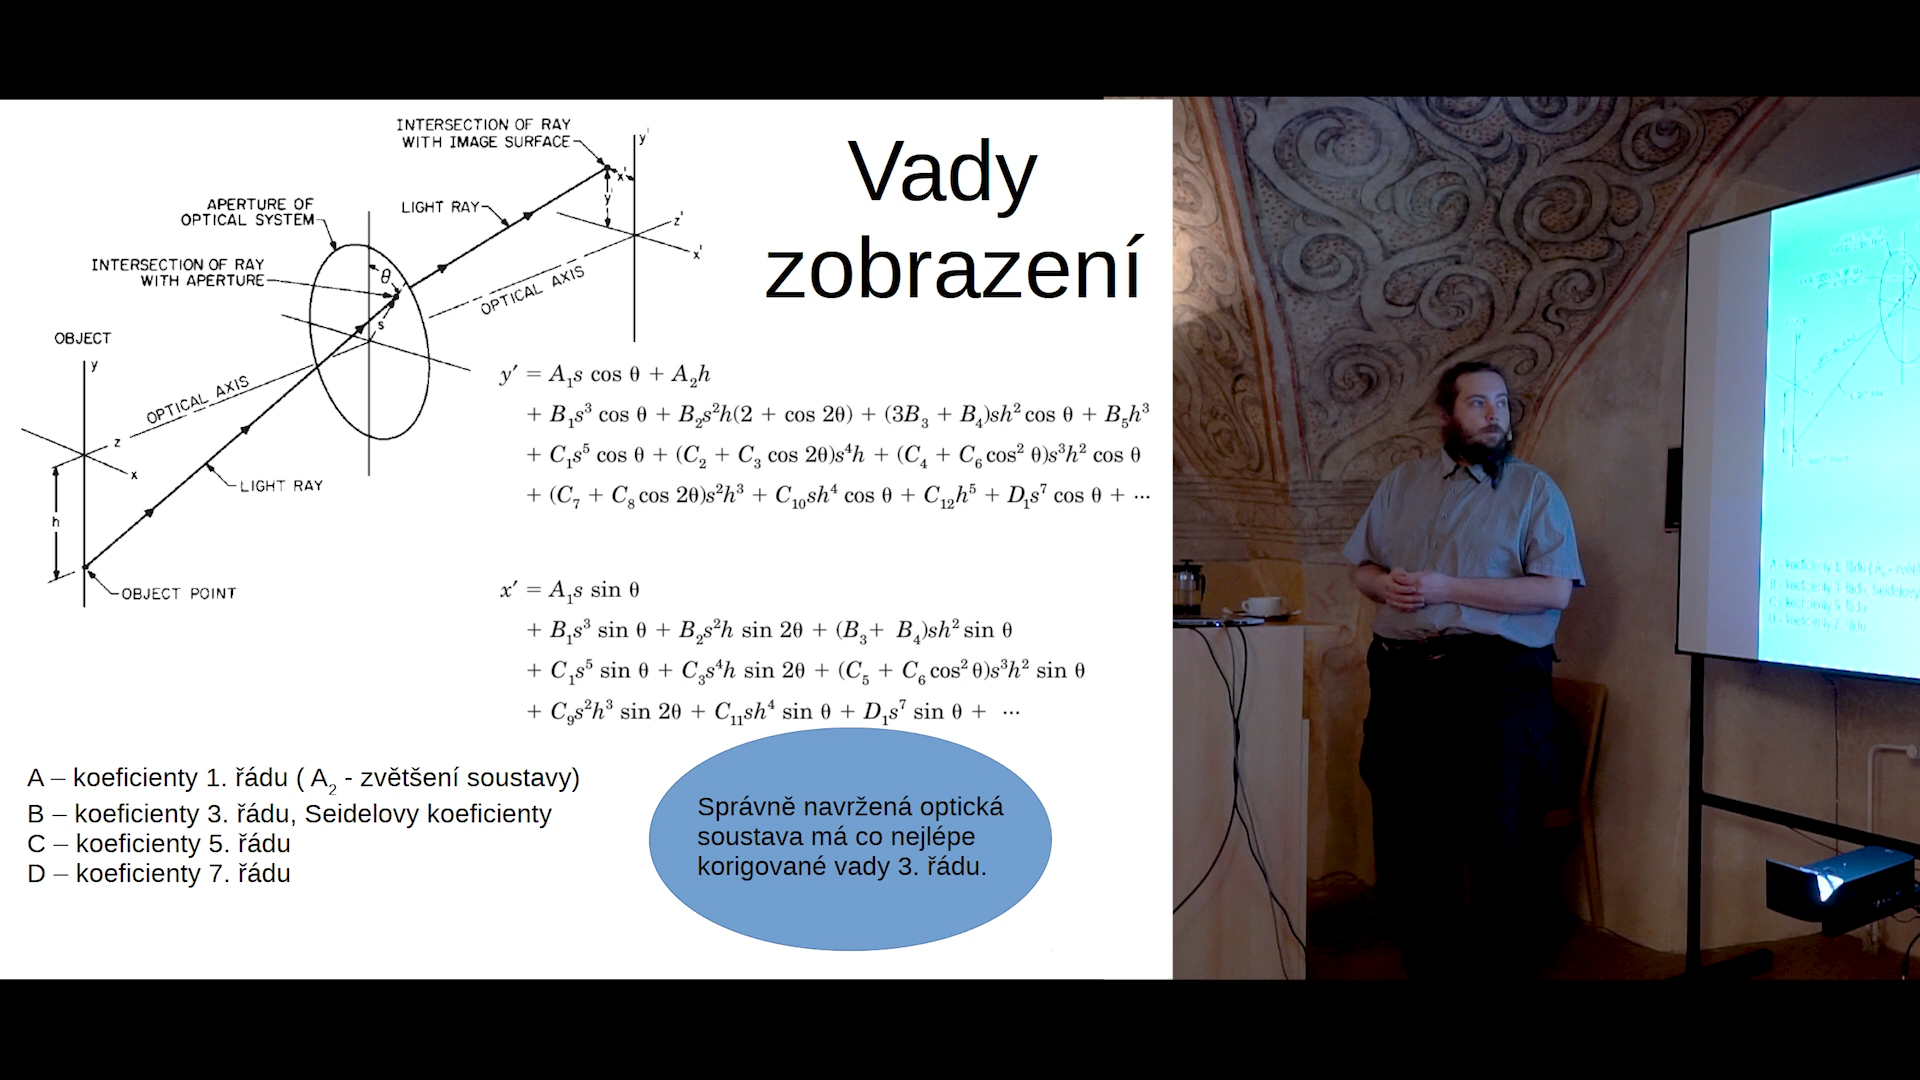 Vady
zobrazení
INTERSECTION OF RAY
WITH IMAGE SURFACE
y'
x'
y'
z'
x'
LIGHT RAY
APERTURE OF
OPTICAL SYSTEM
INTERSECTION OF RAY
WITH APERTURE
θ
s
OPTICAL AXIS
OBJECT
y
OPTICAL AXIS
z
x
h
LIGHT RAY
OBJECT POINT
y′ = A₁s cos θ + A₂h
+ B₁s³ cos θ + B₂s²h(2 + cos 2θ) + (3B₃ + B₄)sh² cos θ + B₅h³
+ C₁s⁵ cos θ + (C₂ + C₃ cos 2θ)s⁴h + (C₄ + C₆ cos² θ)s³h² cos θ
+ (C₇ + C₈ cos 2θ)s²h³ + C₁₀sh⁴ cos θ + C₁₂h⁵ + D₁s⁷ cos θ + ···
x′ = A₁s sin θ
+ B₁s³ sin θ + B₂s²h sin 2θ + (B₃ + B₄)sh² sin θ
+ C₁s⁵ sin θ + C₃s⁴h sin 2θ + (C₅ + C₆ cos² θ)s³h² sin θ
+ C₉s²h³ sin 2θ + C₁₁sh⁴ sin θ + D₁s⁷ sin θ + ···
A – koeficienty 1. řádu ( A₂ - zvětšení soustavy)
B – koeficienty 3. řádu, Seidelovy koeficienty
C – koeficienty 5. řádu
D – koeficienty 7. řádu
Správně navržená optická
soustava má co nejlépe
korigované vady 3. řádu.